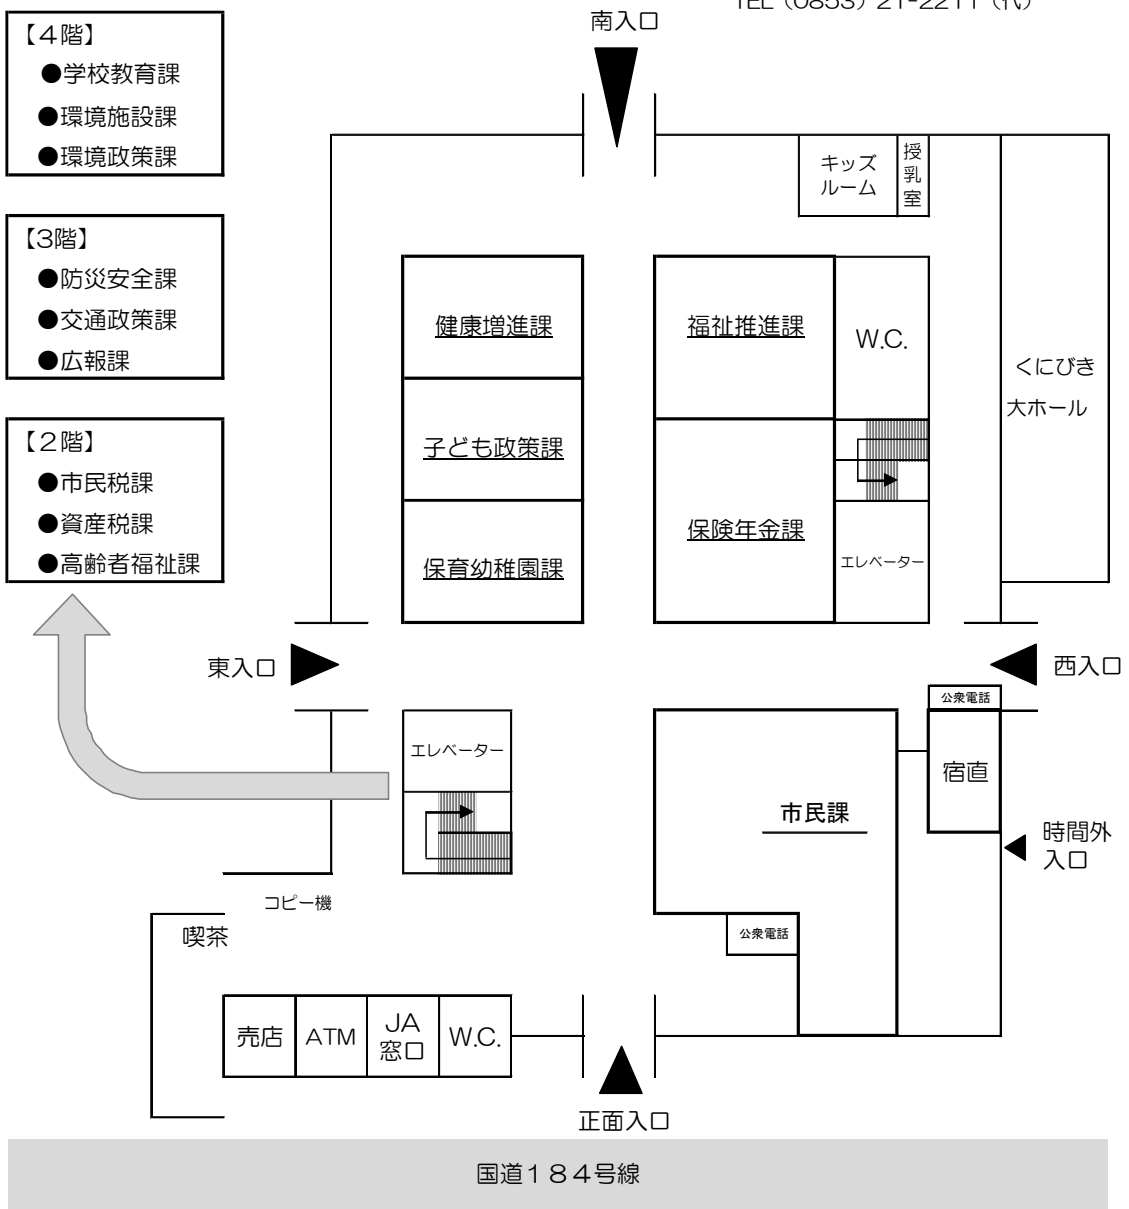 TEL（0853）21-2211（代）
南入口
【４階】
●学校教育課
●環境施設課
●環境政策課
【3階】
●防災安全課
●交通政策課
●広報課
【２階】
●市民税課
●資産税課
●高齢者福祉課
キッズ
ルーム
授
乳
室
健康増進課
福祉推進課
W.C.
くにびき
大ホール
子ども政策課
保険年金課
保育幼稚園課
エレベーター
東入口
西入口
公衆電話
エレベーター
宿直
市民課
時間外
入口
コピー機
喫茶
公衆電話
売店
ATM
JA
窓口
W.C.
正面入口
国道１８４号線